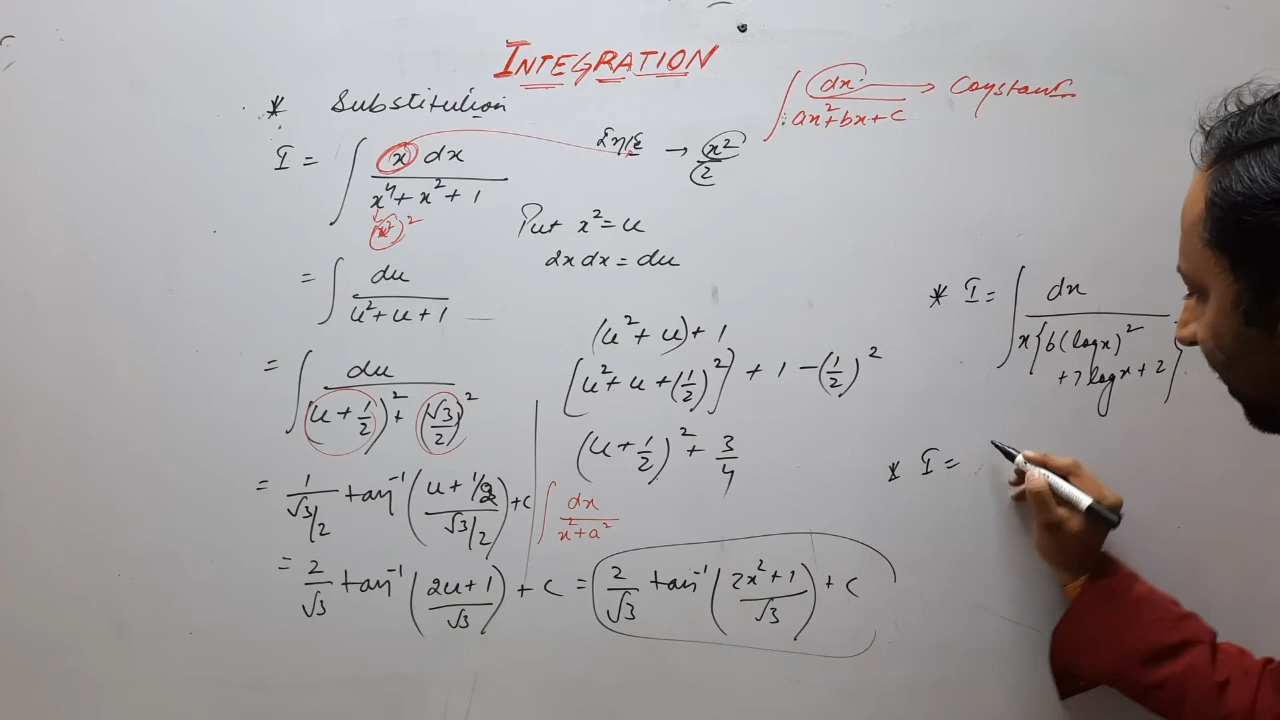 INTEGRATION
* Substitution
∫ dx / ax²+bx+c → Constant
I = ∫ x dx / x⁴ + x² + 1
→ x² / 2
(x²)²
Put x² = u
2x dx = du
= ∫ du / u² + u + 1
(u² + u) + 1
= ∫ du / (u + 1/2)² + (√3/2)²
[u² + u + (1/2)²] + 1 − (1/2)²
(u + 1/2)² + 3/4
= 1/(√3/2) tan⁻¹ ((u + 1/2) / (√3/2)) + C
∫ dx / x² + a²
= 2/√3 tan⁻¹ ((2u + 1) / √3) + C = 2/√3 tan⁻¹ ((2x² + 1) / √3) + C
* I = ∫ dx / x{6(log x)² + 7 log x + 2}
* I =